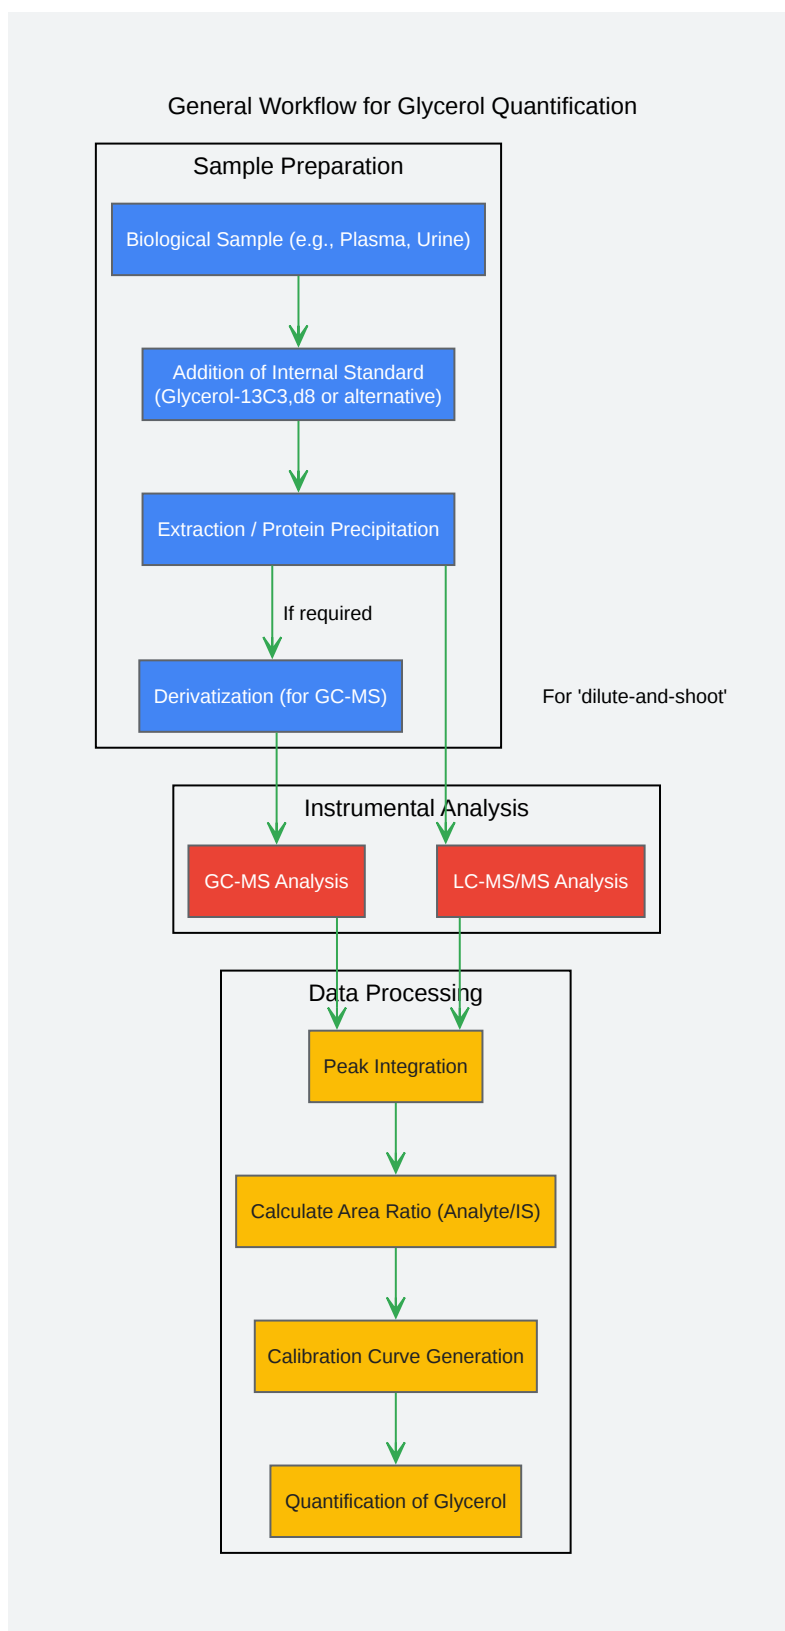 General Workflow for Glycerol Quantification
Sample Preparation
Biological Sample (e.g., Plasma, Urine)
Addition of Internal Standard
(Glycerol-13C3,d8 or alternative)
Extraction / Protein Precipitation
If required
Derivatization (for GC-MS)
For 'dilute-and-shoot'
Instrumental Analysis
GC-MS Analysis
LC-MS/MS Analysis
Data Processing
Peak Integration
Calculate Area Ratio (Analyte/IS)
Calibration Curve Generation
Quantification of Glycerol